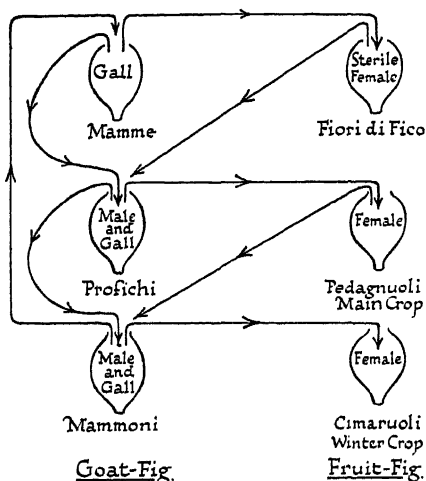 Gall
Mamme
Sterile
Female
Fiori di Fico
Male
and
Gall
Profichi
Female
Pedagnuoli
Main Crop
Male
and
Gall
Mammoni
Female
Cimaruoli
Winter Crop
Goat-Fig
Fruit-Fig